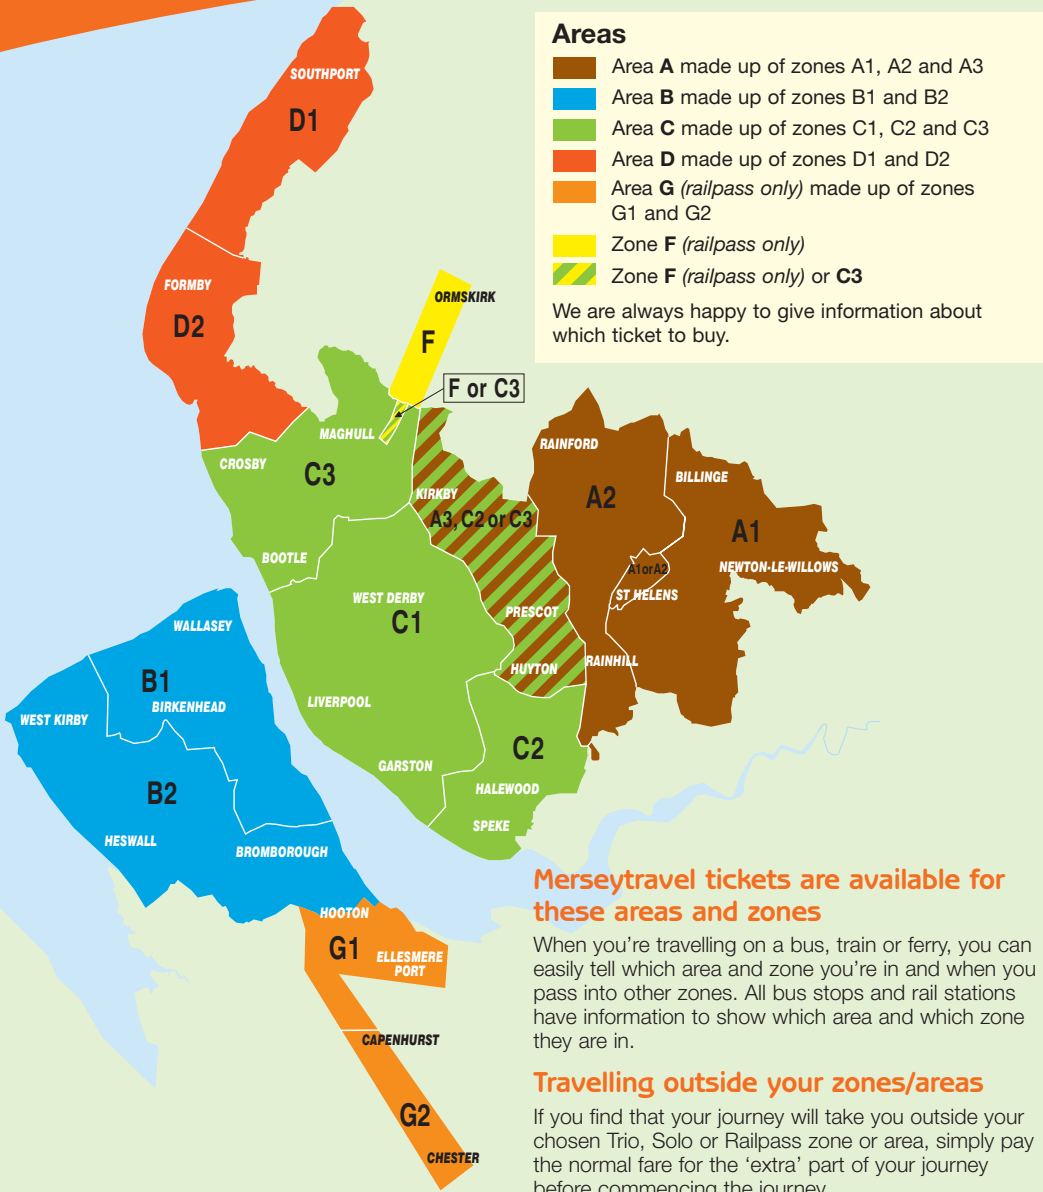 Areas
Area A made up of zones A1, A2 and A3
Area B made up of zones B1 and B2
Area C made up of zones C1, C2 and C3
Area D made up of zones D1 and D2
Area G (railpass only) made up of zones
G1 and G2
Zone F (railpass only)
Zone F (railpass only) or C3
We are always happy to give information about
which ticket to buy.
SOUTHPORT
D1
FORMBY
D2
ORMSKIRK
F
F or C3
MAGHULL
CROSBY
C3
BOOTLE
KIRKBY
A3, C2 or C3
PRESCOT
HUYTON
RAINFORD
A2
BILLINGE
A1
NEWTON-LE-WILLOWS
A1orA2
ST HELENS
RAINHILL
WEST DERBY
C1
LIVERPOOL
GARSTON
C2
HALEWOOD
SPEKE
WALLASEY
B1
BIRKENHEAD
WEST KIRBY
B2
HESWALL
BROMBOROUGH
HOOTON
G1
ELLESMERE
PORT
CAPENHURST
G2
CHESTER
Merseytravel tickets are available for
these areas and zones
When you’re travelling on a bus, train or ferry, you can
easily tell which area and zone you’re in and when you
pass into other zones. All bus stops and rail stations
have information to show which area and which zone
they are in.
Travelling outside your zones/areas
If you find that your journey will take you outside your
chosen Trio, Solo or Railpass zone or area, simply pay
the normal fare for the ‘extra’ part of your journey
before commencing the journey.